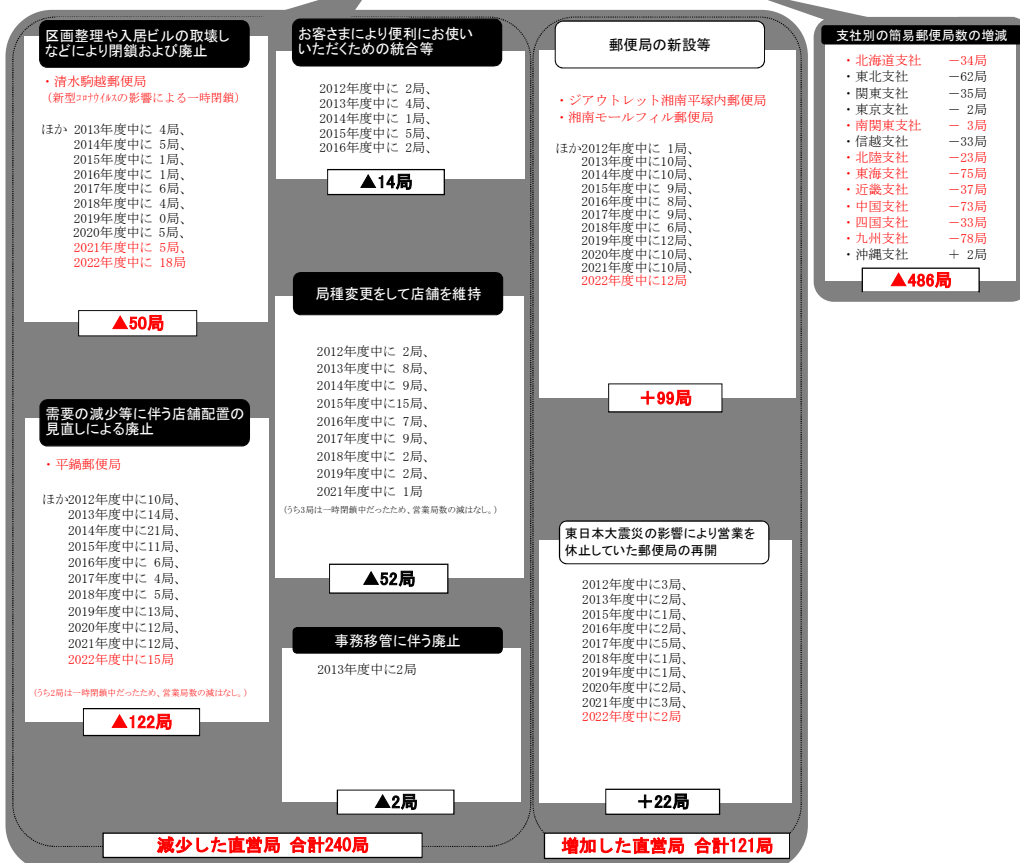 区画整理や入居ビルの取壊し
などにより閉鎖および廃止
・清水駒越郵便局
（新型コロナウイルスの影響による一時閉鎖）
ほか 2013年度中に 4局、
2014年度中に 5局、
2015年度中に 1局、
2016年度中に 1局、
2017年度中に 6局、
2018年度中に 4局、
2019年度中に 0局、
2020年度中に 5局、
2021年度中に 5局、
2022年度中に 18局
▲50局
需要の減少等に伴う店舗配置の
見直しによる廃止
・平鍋郵便局
ほか2012年度中に10局、
2013年度中に14局、
2014年度中に21局、
2015年度中に11局、
2016年度中に 6局、
2017年度中に 4局、
2018年度中に 5局、
2019年度中に13局、
2020年度中に12局、
2021年度中に12局、
2022年度中に15局
（うち2局は一時閉鎖中だったため、営業局数の減はなし。）
▲122局
お客さまにより便利にお使い
いただくための統合等
2012年度中に 2局、
2013年度中に 4局、
2014年度中に 1局、
2015年度中に 5局、
2016年度中に 2局、
▲14局
局種変更をして店舗を維持
2012年度中に 2局、
2013年度中に 8局、
2014年度中に 9局、
2015年度中に15局、
2016年度中に 7局、
2017年度中に 9局、
2018年度中に 2局、
2019年度中に 2局、
2021年度中に 1局
（うち3局は一時閉鎖中だったため、営業局数の減はなし。）
▲52局
事務移管に伴う廃止
2013年度中に2局
▲2局
減少した直営局 合計240局
郵便局の新設等
・ジアウトレット湘南平塚内郵便局
・湘南モールフィル郵便局
ほか2012年度中に 1局、
2013年度中に10局、
2014年度中に10局、
2015年度中に 9局、
2016年度中に 8局、
2017年度中に 9局、
2018年度中に 6局、
2019年度中に12局、
2020年度中に10局、
2021年度中に10局、
2022年度中に12局
＋99局
東日本大震災の影響により営業を
休止していた郵便局の再開
2012年度中に3局、
2013年度中に2局、
2015年度中に1局、
2016年度中に2局、
2017年度中に5局、
2018年度中に1局、
2019年度中に1局、
2020年度中に2局、
2021年度中に3局、
2022年度中に2局
＋22局
増加した直営局 合計121局
支社別の簡易郵便局数の増減
・北海道支社 －34局
・東北支社 －62局
・関東支社 －35局
・東京支社 － 2局
・南関東支社 － 3局
・信越支社 －33局
・北陸支社 －23局
・東海支社 －75局
・近畿支社 －37局
・中国支社 －73局
・四国支社 －33局
・九州支社 －78局
・沖縄支社 ＋ 2局
▲486局